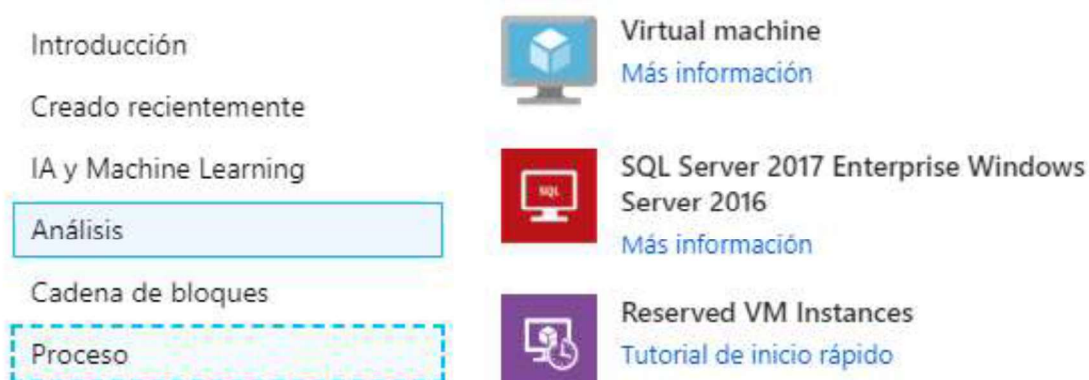 Introducción
Creado recientemente
IA y Machine Learning
Análisis
Cadena de bloques
Proceso
Virtual machine
Más información
SQL
SQL Server 2017 Enterprise Windows
Server 2016
Más información
Reserved VM Instances
Tutorial de inicio rápido